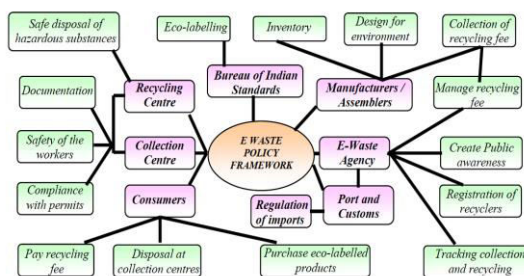 Safe disposal of
hazardous substances
Eco-labelling
Inventory
Design for
environment
Collection of
recycling fee
Documentation
Recycling
Centre
Bureau of Indian
Standards
Manufacturers /
Assemblers
Manage recycling
fee
Safety of the
workers
Collection
Centre
E WASTE
POLICY
FRAMEWORK
E-Waste
Agency
Create Public
awareness
Compliance
with permits
Consumers
Regulation
of imports
Port and
Customs
Registration of
recyclers
Pay recycling
fee
Disposal at
collection centres
Purchase eco-labelled
products
Tracking collection
and recycling